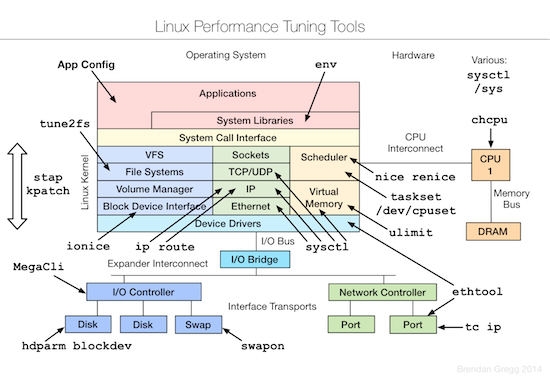 Linux Performance Tuning Tools
Operating System
Hardware
Various:
sysctl
/sys
App Config
env
Applications
System Libraries
System Call Interface
tune2fs
chcpu
CPU
Interconnect
Linux Kernel
VFS
Sockets
Scheduler
File Systems
TCP/UDP
Volume Manager
IP
Virtual
Memory
Block Device Interface
Ethernet
Device Drivers
CPU
1
nice renice
taskset
/dev/cpuset
Memory
Bus
DRAM
stap
kpatch
ionice
ip route
sysctl
ulimit
I/O Bus
MegaCli
Expander Interconnect
I/O Bridge
I/O Controller
Interface Transports
Network Controller
ethtool
Disk
Disk
Swap
Port
Port
tc ip
hdparm blockdev
swapon
Brendan Gregg 2014